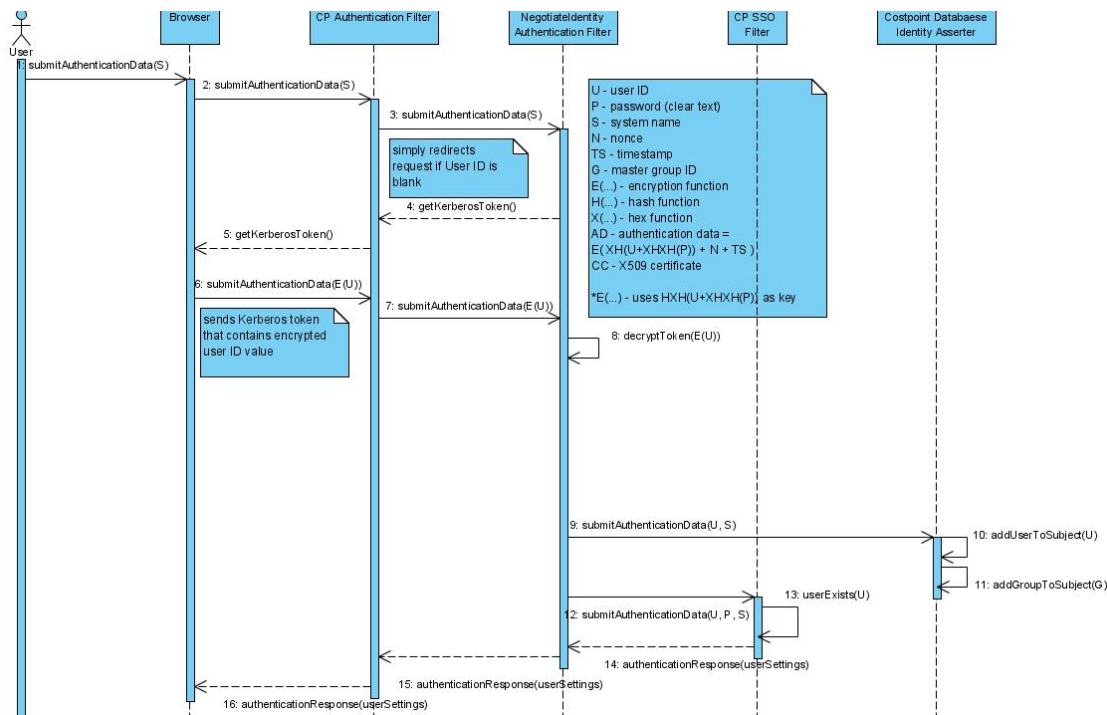 Browser
CP Authentication Filter
NegotiateIdentity
Authentication Filter
CP SSO
Filter
Costpoint Databaese
Identity Asserter
User
1: submitAuthenticationData(S)
2: submitAuthenticationData(S)
3: submitAuthenticationData(S)
simply redirects
request if User ID is
blank
U - user ID
P - password (clear text)
S - system name
N - nonce
TS - timestamp
G - master group ID
E(...) - encryption function
H(...) - hash function
X(...) - hex function
AD - authentication data =
E( XH(U+XHXH(P)) + N + TS )
CC - X509 certificate
*E(...) - uses HXH(U+XHXH(P)) as key
4: getKerberosToken()
5: getKerberosToken()
6: submitAuthenticationData(E(U))
7: submitAuthenticationData(E(U))
sends Kerberos token
that contains encrypted
user ID value
8: decryptToken(E(U))
9: submitAuthenticationData(U, S)
10: addUserToSubject(U)
11: addGroupToSubject(G)
12: submitAuthenticationData(U, P , S)
13: userExists(U)
14: authenticationResponse(userSettings)
15: authenticationResponse(userSettings)
16: authenticationResponse(userSettings)